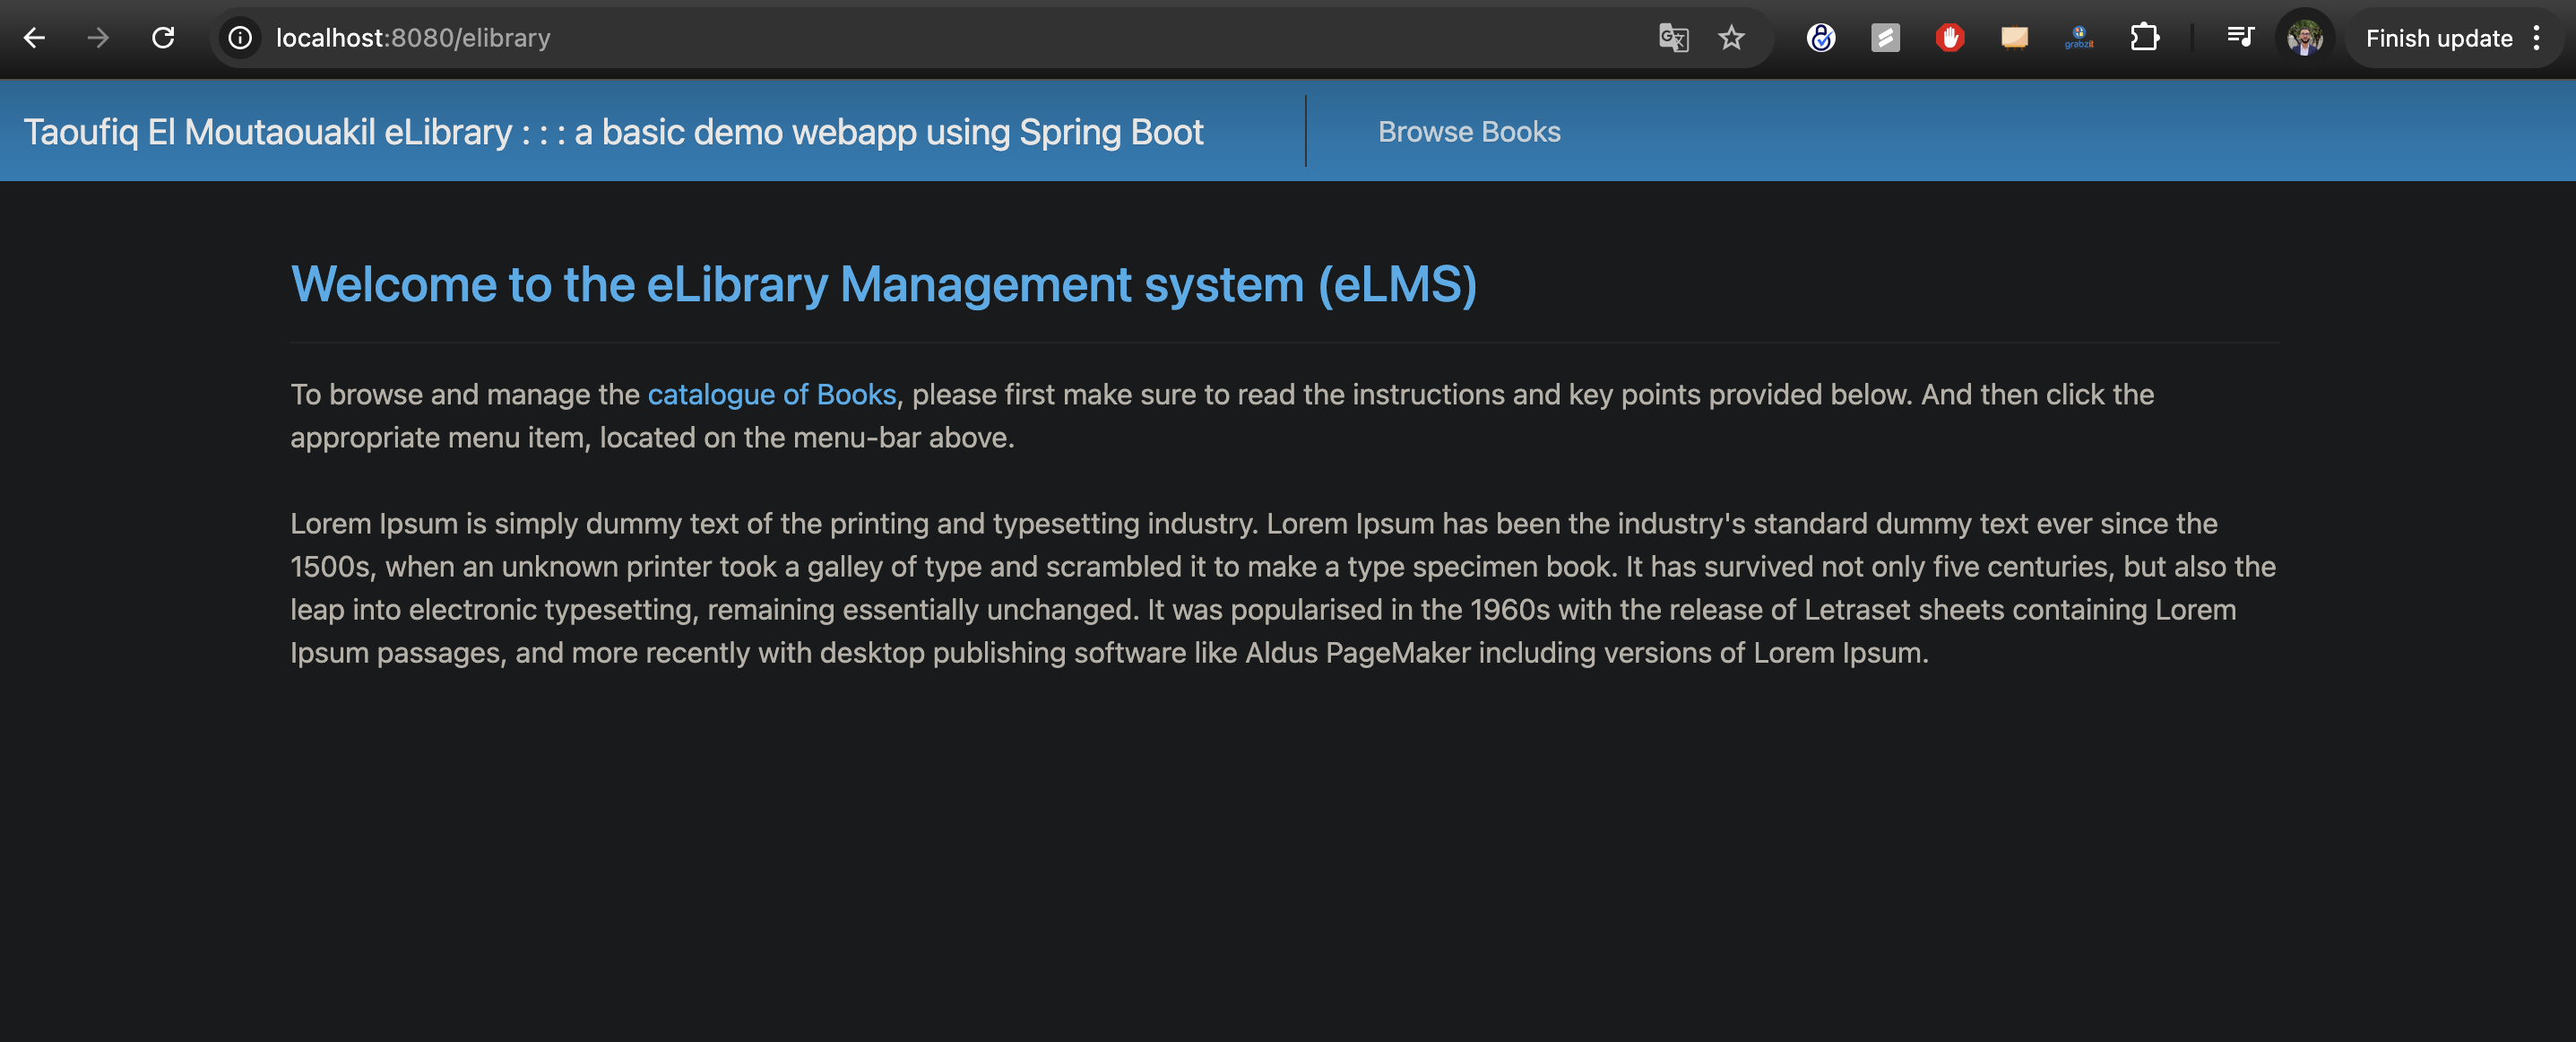 localhost:8080/elibrary
grabzit
Finish update
Taoufiq El Moutaouakil eLibrary : : : a basic demo webapp using Spring Boot
Browse Books
Welcome to the eLibrary Management system (eLMS)
To browse and manage the catalogue of Books, please first make sure to read the instructions and key points provided below. And then click the
appropriate menu item, located on the menu-bar above.
Lorem Ipsum is simply dummy text of the printing and typesetting industry. Lorem Ipsum has been the industry's standard dummy text ever since the
1500s, when an unknown printer took a galley of type and scrambled it to make a type specimen book. It has survived not only five centuries, but also the
leap into electronic typesetting, remaining essentially unchanged. It was popularised in the 1960s with the release of Letraset sheets containing Lorem
Ipsum passages, and more recently with desktop publishing software like Aldus PageMaker including versions of Lorem Ipsum.